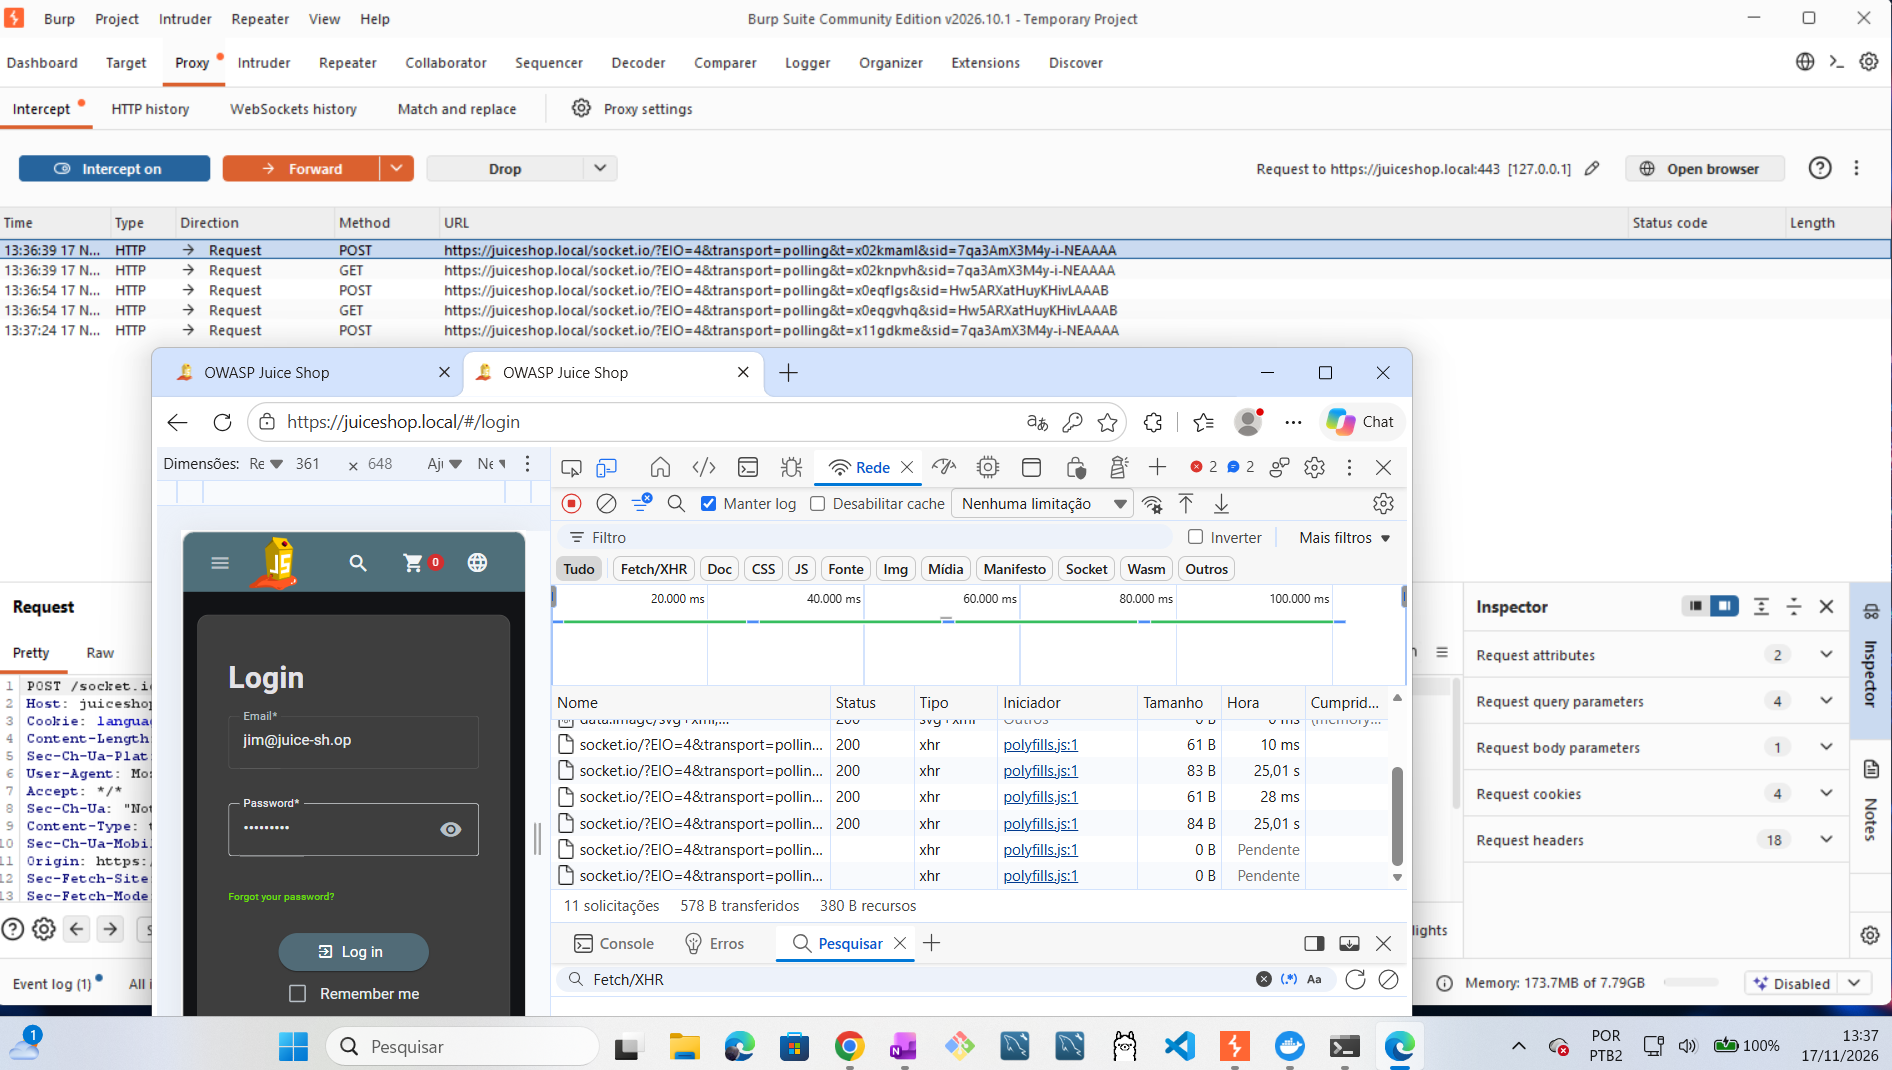 Burp Project Intruder Repeater View Help Burp Suite Community Edition v2026.10.1 - Temporary Project
Dashboard Target Proxy Intruder Repeater Collaborator Sequencer Decoder Comparer Logger Organizer Extensions Discover
Intercept HTTP history WebSockets history Match and replace Proxy settings
Intercept on Forward Drop Request to https://juiceshop.local:443 [127.0.0.1] Open browser
Time Type Direction Method URL Status code Length
13:36:39 17 N... HTTP Request POST https://juiceshop.local/socket.io/?EIO=4&transport=polling&t=x02kmaml&sid=7qa3AmX3M4y-i-NEAAAA
13:36:39 17 N... HTTP Request GET https://juiceshop.local/socket.io/?EIO=4&transport=polling&t=x02knpvh&sid=7qa3AmX3M4y-i-NEAAAA
13:36:54 17 N... HTTP Request POST https://juiceshop.local/socket.io/?EIO=4&transport=polling&t=x0eqflgs&sid=Hw5ARXatHuyKHivLAAAB
13:36:54 17 N... HTTP Request GET https://juiceshop.local/socket.io/?EIO=4&transport=polling&t=x0eqgvhq&sid=Hw5ARXatHuyKHivLAAAB
13:37:24 17 N... HTTP Request POST https://juiceshop.local/socket.io/?EIO=4&transport=polling&t=x11gdkme&sid=7qa3AmX3M4y-i-NEAAAA
OWASP Juice Shop OWASP Juice Shop
https://juiceshop.local/#/login Chat
Dimensões: Re 361 × 648 Aj Ne
Rede 2 2
Manter log Desabilitar cache Nenhuma limitação
Filtro Inverter Mais filtros
Tudo Fetch/XHR Doc CSS JS Fonte Img Mídia Manifesto Socket Wasm Outros
20.000 ms 40.000 ms 60.000 ms 80.000 ms 100.000 ms
Nome Status Tipo Iniciador Tamanho Hora Cumprid...
data:image/svg+xml,... 200 svg+xml Outros 0 B 0 ms (memory...
socket.io/?EIO=4&transport=pollin... 200 xhr polyfills.js:1 61 B 10 ms
socket.io/?EIO=4&transport=pollin... 200 xhr polyfills.js:1 83 B 25,01 s
socket.io/?EIO=4&transport=pollin... 200 xhr polyfills.js:1 61 B 28 ms
socket.io/?EIO=4&transport=pollin... 200 xhr polyfills.js:1 84 B 25,01 s
socket.io/?EIO=4&transport=pollin... xhr polyfills.js:1 0 B Pendente
socket.io/?EIO=4&transport=pollin... xhr polyfills.js:1 0 B Pendente
11 solicitações 578 B transferidos 380 B recursos
Console Erros Pesquisar
Fetch/XHR Aa
JS 0
Login
Email*
jim@juice-sh.op
Password*
•••••••••
Forgot your password?
Log in
Remember me
Request
Pretty Raw
1 POST /socket.i
2 Host: juiceshop
3 Cookie: langua
4 Content-Length
5 Sec-Ch-Ua-Plat
6 User-Agent: Mo
7 Accept: */*
8 Sec-Ch-Ua: "Not
9 Content-Type: t
10 Sec-Ch-Ua-Mobi
11 Origin: https:
12 Sec-Fetch-Site
13 Sec-Fetch-Mode
Event log (1) All i
lights
Inspector
Request attributes 2
Request query parameters 4
Request body parameters 1
Request cookies 4
Request headers 18
Inspector
Notes
Memory: 173.7MB of 7.79GB Disabled
1 Pesquisar 100%
POR
PTB2
13:37
17/11/2026